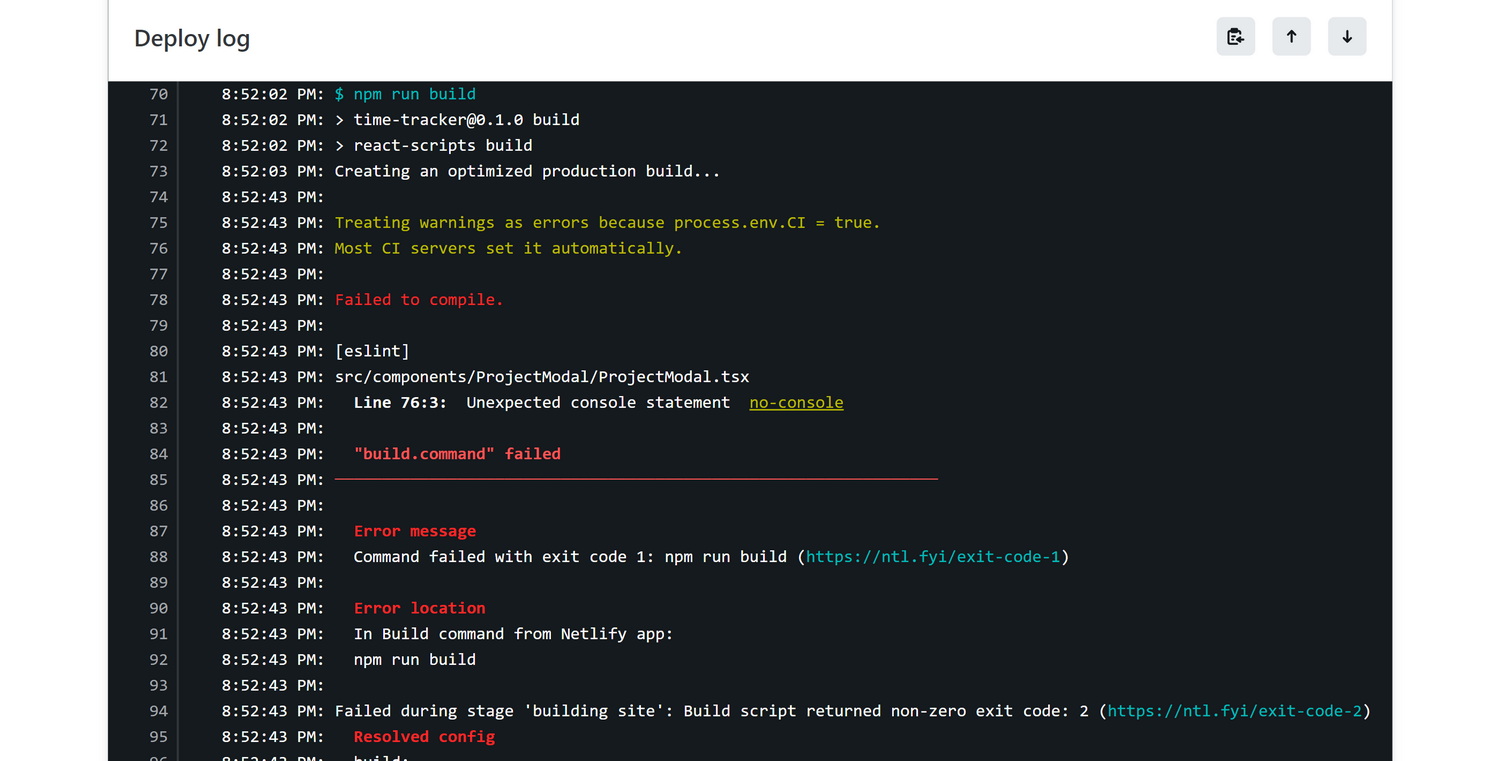 Deploy log
70 8:52:02 PM: $ npm run build
71 8:52:02 PM: > time-tracker@0.1.0 build
72 8:52:02 PM: > react-scripts build
73 8:52:03 PM: Creating an optimized production build...
74 8:52:43 PM:
75 8:52:43 PM: Treating warnings as errors because process.env.CI = true.
76 8:52:43 PM: Most CI servers set it automatically.
77 8:52:43 PM:
78 8:52:43 PM: Failed to compile.
79 8:52:43 PM:
80 8:52:43 PM: [eslint]
81 8:52:43 PM: src/components/ProjectModal/ProjectModal.tsx
82 8:52:43 PM: Line 76:3: Unexpected console statement no-console
83 8:52:43 PM:
84 8:52:43 PM: "build.command" failed
85 8:52:43 PM: ────────────────────────────────────────────────────────────────
86 8:52:43 PM:
87 8:52:43 PM: Error message
88 8:52:43 PM: Command failed with exit code 1: npm run build (https://ntl.fyi/exit-code-1)
89 8:52:43 PM:
90 8:52:43 PM: Error location
91 8:52:43 PM: In Build command from Netlify app:
92 8:52:43 PM: npm run build
93 8:52:43 PM:
94 8:52:43 PM: Failed during stage 'building site': Build script returned non-zero exit code: 2 (https://ntl.fyi/exit-code-2)
95 8:52:43 PM: Resolved config
96 8:52:43 PM: build: